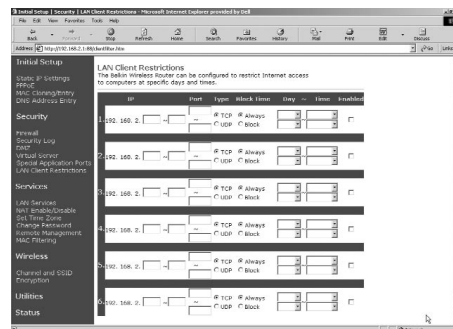 Initial Setup | Security | LAN Client Restrictions - Microsoft Internet Explorer provided by Dell
File Edit View Favorites Tools Help
Back Forward Stop Refresh Home Search Favorites History Mail Print Edit Discuss
Address http://192.168.2.1:88/clientfilter.htm Go Links
Initial Setup
Static IP Settings
PPPoE
MAC Cloning/Entry
DNS Address Entry
Security
Firewall
Security Log
DMZ
Virtual Server
Special Application Ports
LAN Client Restrictions
Services
LAN Services
NAT Enable/Disable
Set Time Zone
Change Password
Remote Management
MAC Filtering
Wireless
Channel and SSID
Encryption
Utilities
Status
LAN Client Restrictions
The Belkin Wireless Router can be configured to restrict Internet access
to computers at specific days and times.
IP Port Type Block Time Day ~ Time Enabled
1. 192. 168. 2. ~ ~ TCP Always
UDP Block
2. 192. 168. 2. ~ ~ TCP Always
UDP Block
3. 192. 168. 2. ~ ~ TCP Always
UDP Block
4. 192. 168. 2. ~ ~ TCP Always
UDP Block
5. 192. 168. 2. ~ ~ TCP Always
UDP Block
6. 192. 168. 2. ~ ~ TCP Always
UDP Block